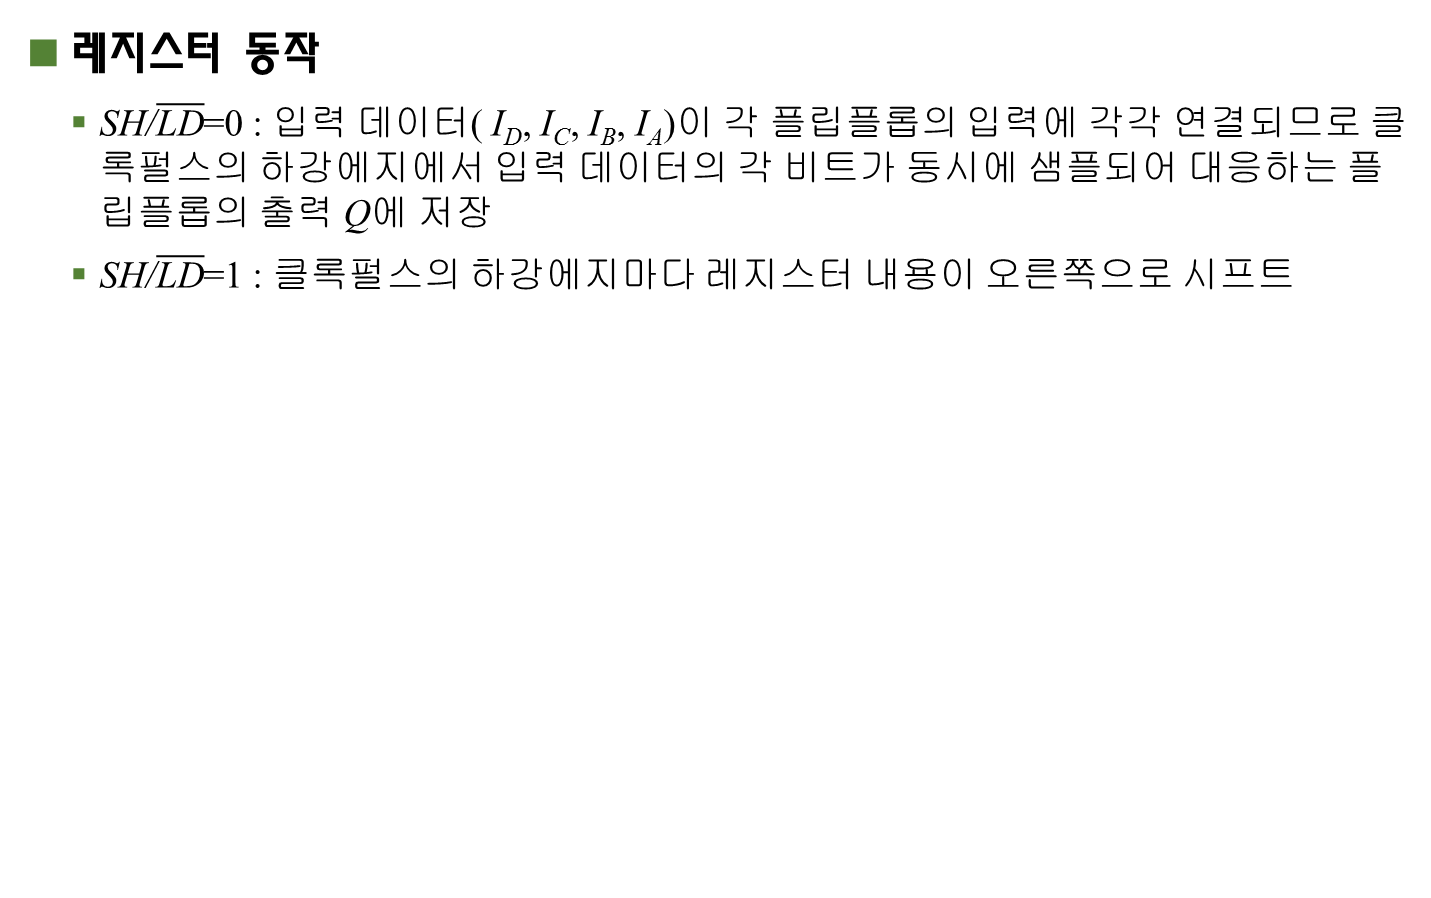 ■ 레지스터 동작
▪ SH/L̅D̅=0 : 입력 데이터( I_D, I_C, I_B, I_A)이 각 플립플롭의 입력에 각각 연결되므로 클
록펄스의 하강에지에서 입력 데이터의 각 비트가 동시에 샘플되어 대응하는 플
립플롭의 출력 Q에 저장
▪ SH/L̅D̅=1 : 클록펄스의 하강에지마다 레지스터 내용이 오른쪽으로 시프트